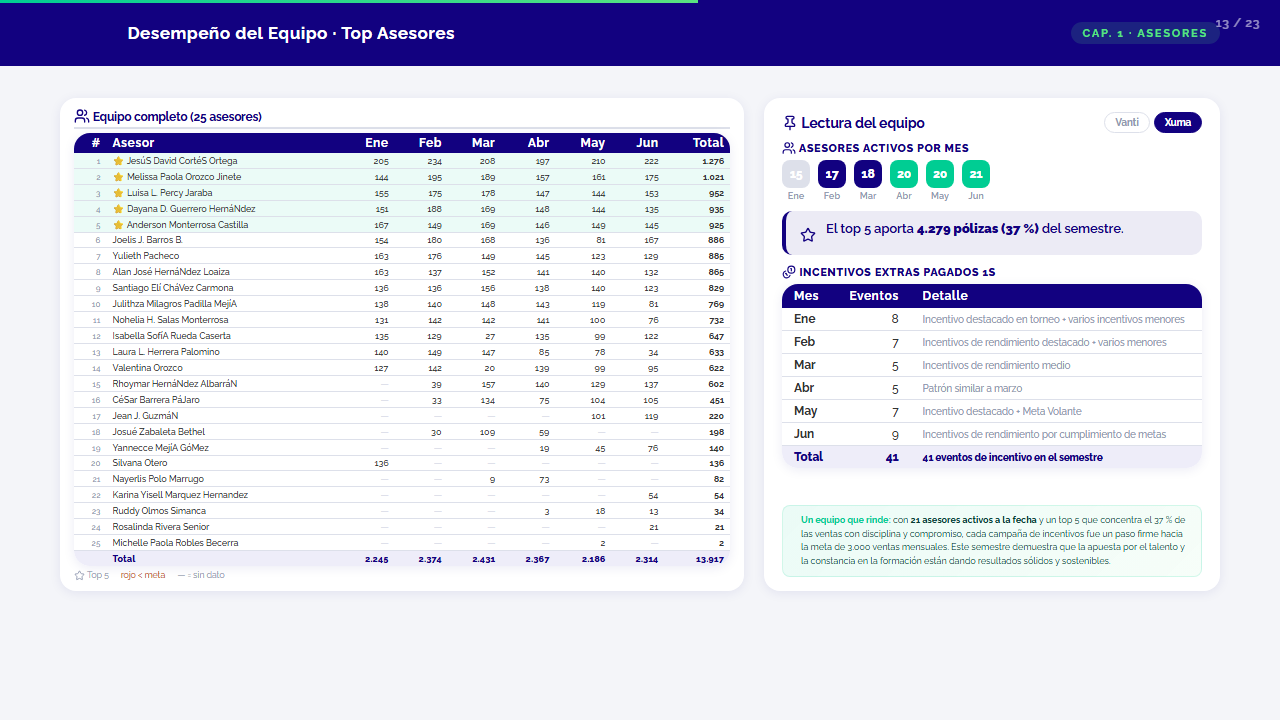 Desempeño del Equipo · Top Asesores
CAP. 1 · ASESORES
13 / 23
Equipo completo (25 asesores)
# Asesor Ene Feb Mar Abr May Jun Total
1 JesúS David CortéS Ortega 205 234 208 197 210 222 1.276
2 Melissa Paola Orozco Jinete 144 195 189 157 161 175 1.021
3 Luisa L. Percy Jaraba 155 175 178 147 144 153 952
4 Dayana D. Guerrero HernáNdez 151 188 169 148 144 135 935
5 Anderson Monterrosa Castilla 167 149 169 146 149 145 925
6 Joelis J. Barros B. 154 180 168 136 81 167 886
7 Yulieth Pacheco 163 176 149 145 123 129 885
8 Alan José HernáNdez Loaiza 163 137 152 141 140 132 865
9 Santiago Elí CháVez Carmona 136 136 156 138 140 123 829
10 Julithza Milagros Padilla MejíA 138 140 148 143 119 81 769
11 Nohelia H. Salas Monterrosa 131 142 142 141 100 76 732
12 Isabella SofíA Rueda Caserta 135 129 27 135 99 122 647
13 Laura L. Herrera Palomino 140 149 147 85 78 34 633
14 Valentina Orozco 127 142 20 139 99 95 622
15 Rhoymar HernáNdez AlbarráN — 39 157 140 129 137 602
16 CéSar Barrera PáJaro — 33 134 75 104 105 451
17 Jean J. GuzmáN — — — — 101 119 220
18 Josué Zabaleta Bethel — 30 109 59 — — 198
19 Yannecce MejíA GóMez — — — 19 45 76 140
20 Silvana Otero 136 — — — — — 136
21 Nayerlis Polo Marrugo — — 9 73 — — 82
22 Karina Yisell Marquez Hernandez — — — — — 54 54
23 Ruddy Olmos Simanca — — — 3 18 13 34
24 Rosalinda Rivera Senior — — — — — 21 21
25 Michelle Paola Robles Becerra — — — — 2 — 2
Total 2.245 2.374 2.431 2.367 2.186 2.314 13.917
Top 5 rojo < meta — = sin dato
Lectura del equipo
Vanti Xuma
ASESORES ACTIVOS POR MES
15 17 18 20 20 21
Ene Feb Mar Abr May Jun
El top 5 aporta 4.279 pólizas (37 %) del semestre.
INCENTIVOS EXTRAS PAGADOS 1S
Mes Eventos Detalle
Ene 8 Incentivo destacado en torneo + varios incentivos menores
Feb 7 Incentivos de rendimiento destacado + varios menores
Mar 5 Incentivos de rendimiento medio
Abr 5 Patrón similar a marzo
May 7 Incentivo destacado + Meta Volante
Jun 9 Incentivos de rendimiento por cumplimiento de metas
Total 41 41 eventos de incentivo en el semestre
Un equipo que rinde: con 21 asesores activos a la fecha y un top 5 que concentra el 37 % de
las ventas con disciplina y compromiso, cada campaña de incentivos fue un paso firme hacia
la meta de 3.000 ventas mensuales. Este semestre demuestra que la apuesta por el talento y
la constancia en la formación están dando resultados sólidos y sostenibles.